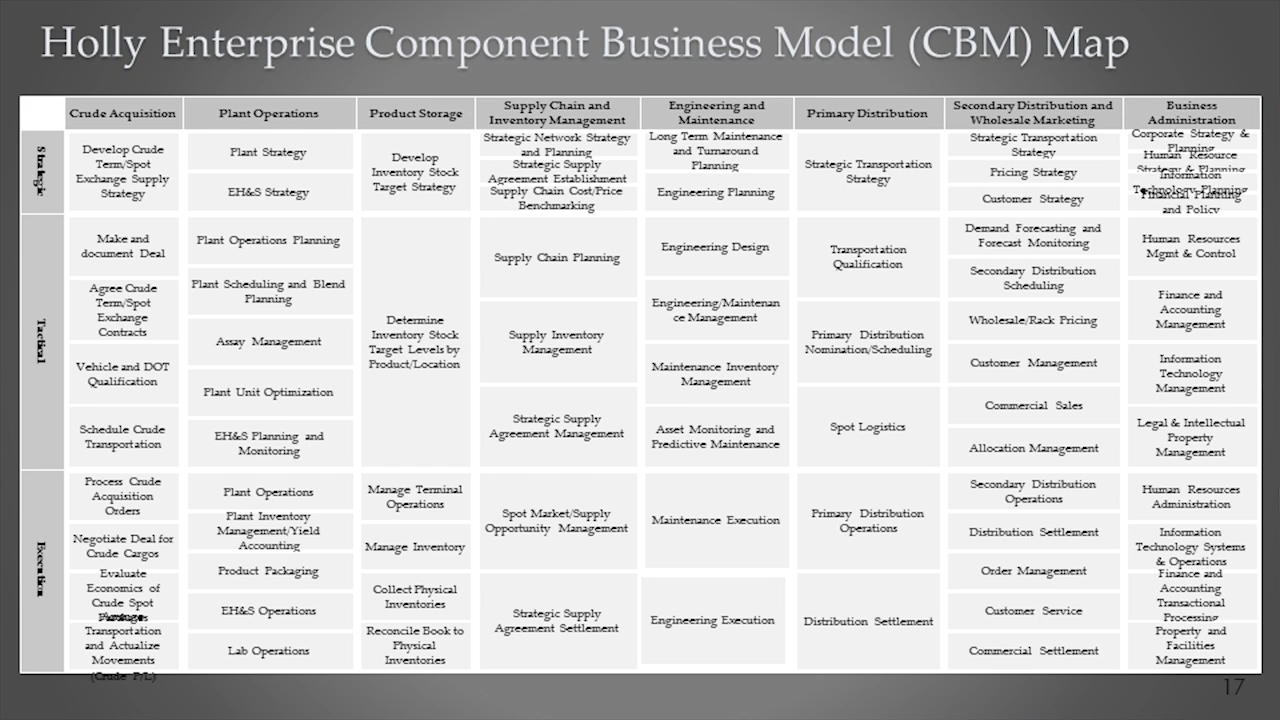 Holly Enterprise Component Business Model (CBM) Map
Crude Acquisition
Plant Operations
Product Storage
Supply Chain and
Inventory Management
Engineering and
Maintenance
Primary Distribution
Secondary Distribution and
Wholesale Marketing
Business
Administration
Strategic
Develop Crude
Term/Spot
Exchange Supply
Strategy
Plant Strategy
EH&S Strategy
Develop
Inventory Stock
Target Strategy
Strategic Network Strategy
and Planning
Strategic Supply
Agreement Establishment
Supply Chain Cost/Price
Benchmarking
Long Term Maintenance
and Turnaround
Planning
Engineering Planning
Strategic Transportation
Strategy
Strategic Transportation
Strategy
Pricing Strategy
Customer Strategy
Corporate Strategy &
Planning
Human Resource
Strategy & Planning
Information
Technology Planning
Financial Planning
and Policy
Tactical
Make and
document Deal
Agree Crude
Term/Spot
Exchange
Contracts
Vehicle and DOT
Qualification
Schedule Crude
Transportation
Plant Operations Planning
Plant Scheduling and Blend
Planning
Assay Management
Plant Unit Optimization
EH&S Planning and
Monitoring
Determine
Inventory Stock
Target Levels by
Product/Location
Supply Chain Planning
Supply Inventory
Management
Strategic Supply
Agreement Management
Engineering Design
Engineering/Maintenan
ce Management
Maintenance Inventory
Management
Asset Monitoring and
Predictive Maintenance
Transportation
Qualification
Primary Distribution
Nomination/Scheduling
Spot Logistics
Demand Forecasting and
Forecast Monitoring
Secondary Distribution
Scheduling
Wholesale/Rack Pricing
Customer Management
Commercial Sales
Allocation Management
Human Resources
Mgmt & Control
Finance and
Accounting
Management
Information
Technology
Management
Legal & Intellectual
Property
Management
Execution
Process Crude
Acquisition
Orders
Negotiate Deal for
Crude Cargos
Evaluate
Economics of
Crude Spot
Transportation
and Actualize
Movements
(Crude P/L)
Plant Operations
Plant Inventory
Management/Yield
Accounting
Product Packaging
EH&S Operations
Lab Operations
Manage Terminal
Operations
Manage Inventory
Collect Physical
Inventories
Reconcile Book to
Physical
Inventories
Spot Market/Supply
Opportunity Management
Strategic Supply
Agreement Settlement
Maintenance Execution
Engineering Execution
Primary Distribution
Operations
Distribution Settlement
Secondary Distribution
Operations
Distribution Settlement
Order Management
Customer Service
Commercial Settlement
Human Resources
Administration
Information
Technology Systems
& Operations
Finance and
Accounting
Transactional
Processing
Property and
Facilities
Management
17